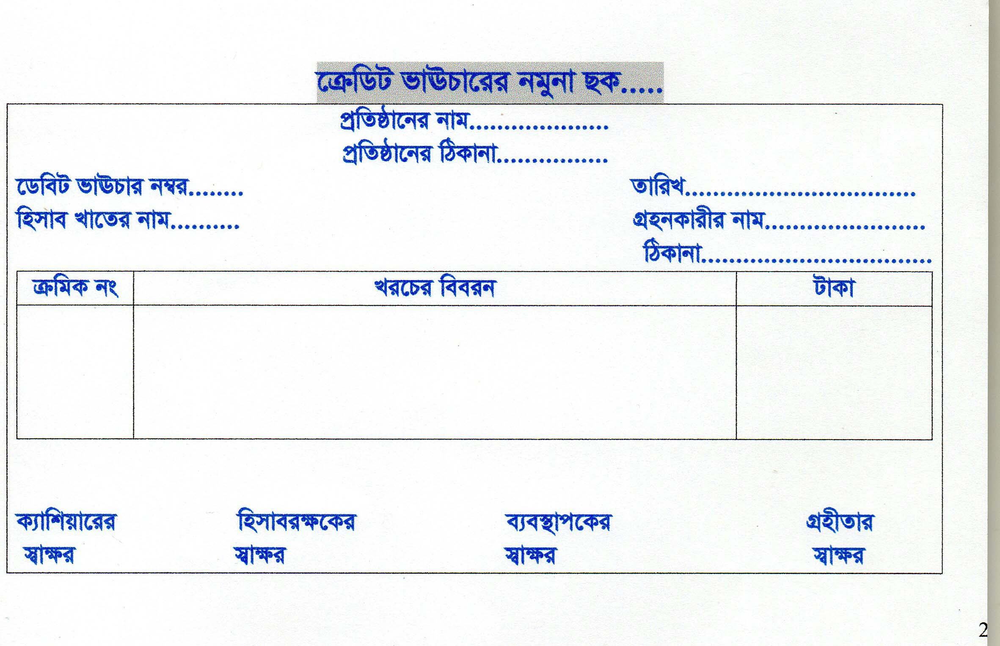 ক্রেডিট ভাউচারের নমুনা ছক.....
প্রতিষ্ঠানের নাম....................
প্রতিষ্ঠানের ঠিকানা................
ডেবিট ভাউচার নম্বর........ তারিখ.................................
হিসাব খাতের নাম.......... গ্রহনকারীর নাম.......................
ঠিকানা.................................
ক্রমিক নং খরচের বিবরন টাকা
ক্যাশিয়ারের হিসাবরক্ষকের ব্যবস্থাপকের গ্রহীতার
স্বাক্ষর স্বাক্ষর স্বাক্ষর স্বাক্ষর
2